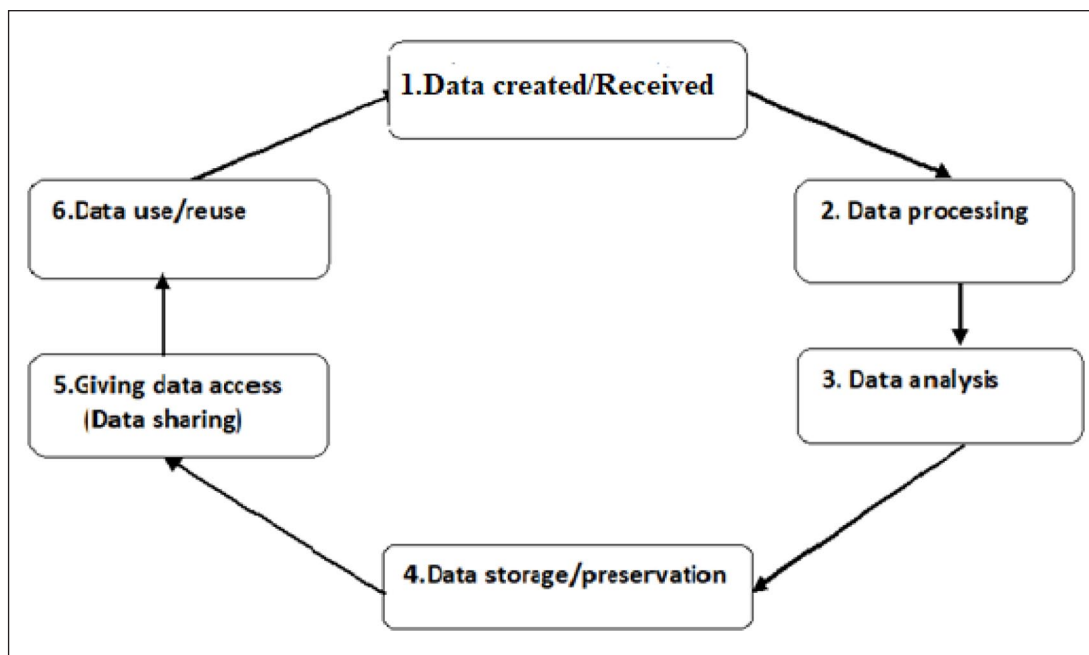 1.Data created/Received
2. Data processing
3. Data analysis
4.Data storage/preservation
5.Giving data access
(Data sharing)
6.Data use/reuse